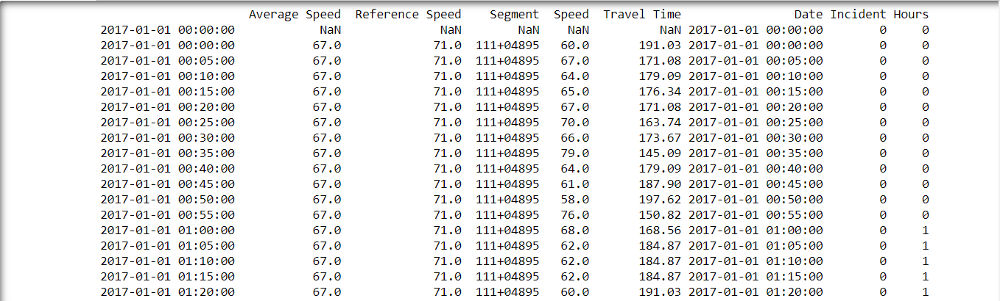 Average Speed Reference Speed Segment Speed Travel Time Date Incident Hours
2017-01-01 00:00:00 NaN NaN NaN NaN NaN 2017-01-01 00:00:00 0 0
2017-01-01 00:00:00 67.0 71.0 111+04895 60.0 191.03 2017-01-01 00:00:00 0 0
2017-01-01 00:05:00 67.0 71.0 111+04895 67.0 171.08 2017-01-01 00:05:00 0 0
2017-01-01 00:10:00 67.0 71.0 111+04895 64.0 179.09 2017-01-01 00:10:00 0 0
2017-01-01 00:15:00 67.0 71.0 111+04895 65.0 176.34 2017-01-01 00:15:00 0 0
2017-01-01 00:20:00 67.0 71.0 111+04895 67.0 171.08 2017-01-01 00:20:00 0 0
2017-01-01 00:25:00 67.0 71.0 111+04895 70.0 163.74 2017-01-01 00:25:00 0 0
2017-01-01 00:30:00 67.0 71.0 111+04895 66.0 173.67 2017-01-01 00:30:00 0 0
2017-01-01 00:35:00 67.0 71.0 111+04895 79.0 145.09 2017-01-01 00:35:00 0 0
2017-01-01 00:40:00 67.0 71.0 111+04895 64.0 179.09 2017-01-01 00:40:00 0 0
2017-01-01 00:45:00 67.0 71.0 111+04895 61.0 187.90 2017-01-01 00:45:00 0 0
2017-01-01 00:50:00 67.0 71.0 111+04895 58.0 197.62 2017-01-01 00:50:00 0 0
2017-01-01 00:55:00 67.0 71.0 111+04895 76.0 150.82 2017-01-01 00:55:00 0 0
2017-01-01 01:00:00 67.0 71.0 111+04895 68.0 168.56 2017-01-01 01:00:00 0 1
2017-01-01 01:05:00 67.0 71.0 111+04895 62.0 184.87 2017-01-01 01:05:00 0 1
2017-01-01 01:10:00 67.0 71.0 111+04895 62.0 184.87 2017-01-01 01:10:00 0 1
2017-01-01 01:15:00 67.0 71.0 111+04895 62.0 184.87 2017-01-01 01:15:00 0 1
2017-01-01 01:20:00 67.0 71.0 111+04895 60.0 191.03 2017-01-01 01:20:00 0 1